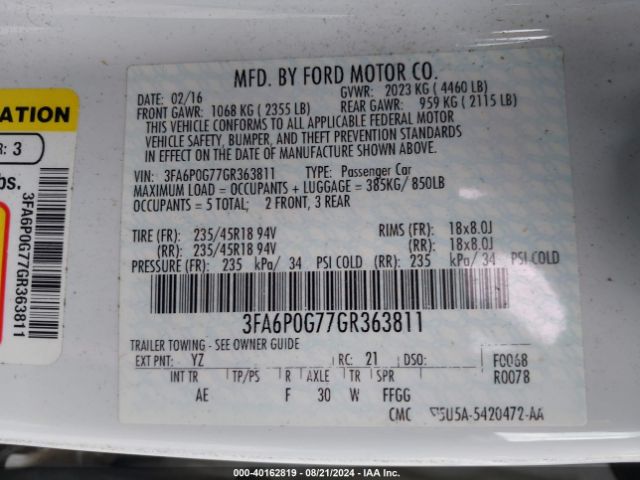 MFD. BY FORD MOTOR CO.
DATE: 02/16 GVWR: 2023 KG ( 4460 LB)
FRONT GAWR: 1068 KG ( 2355 LB) REAR GAWR: 959 KG ( 2115 LB)
THIS VEHICLE CONFORMS TO ALL APPLICABLE FEDERAL MOTOR
VEHICLE SAFETY, BUMPER, AND THEFT PREVENTION STANDARDS
IN EFFECT ON THE DATE OF MANUFACTURE SHOWN ABOVE.
VIN: 3FA6P0G77GR363811 TYPE: Passenger Car
MAXIMUM LOAD = OCCUPANTS + LUGGAGE = 385KG/ 850LB
OCCUPANTS = 5 TOTAL; 2 FRONT, 3 REAR
TIRE (FR): 235/45R18 94V RIMS (FR): 18x8.0J
(RR): 235/45R18 94V (RR): 18x8.0J
PRESSURE (FR): 235 kPa/ 34 PSI COLD (RR): 235 kPa/ 34 PSI COLD
3FA6P0G77GR363811
TRAILER TOWING - SEE OWNER GUIDE
EXT PNT: YZ RC: 21 DSO: F0068
R0078
INT TR TP/PS R AXLE TR SPR
AE F 30 W FFGG
CMC 5U5A-5420472-AA
ATION
R: 3
bs.
3FA6P0G77GR363811
000-40162819 - 08/21/2024 - IAA Inc.